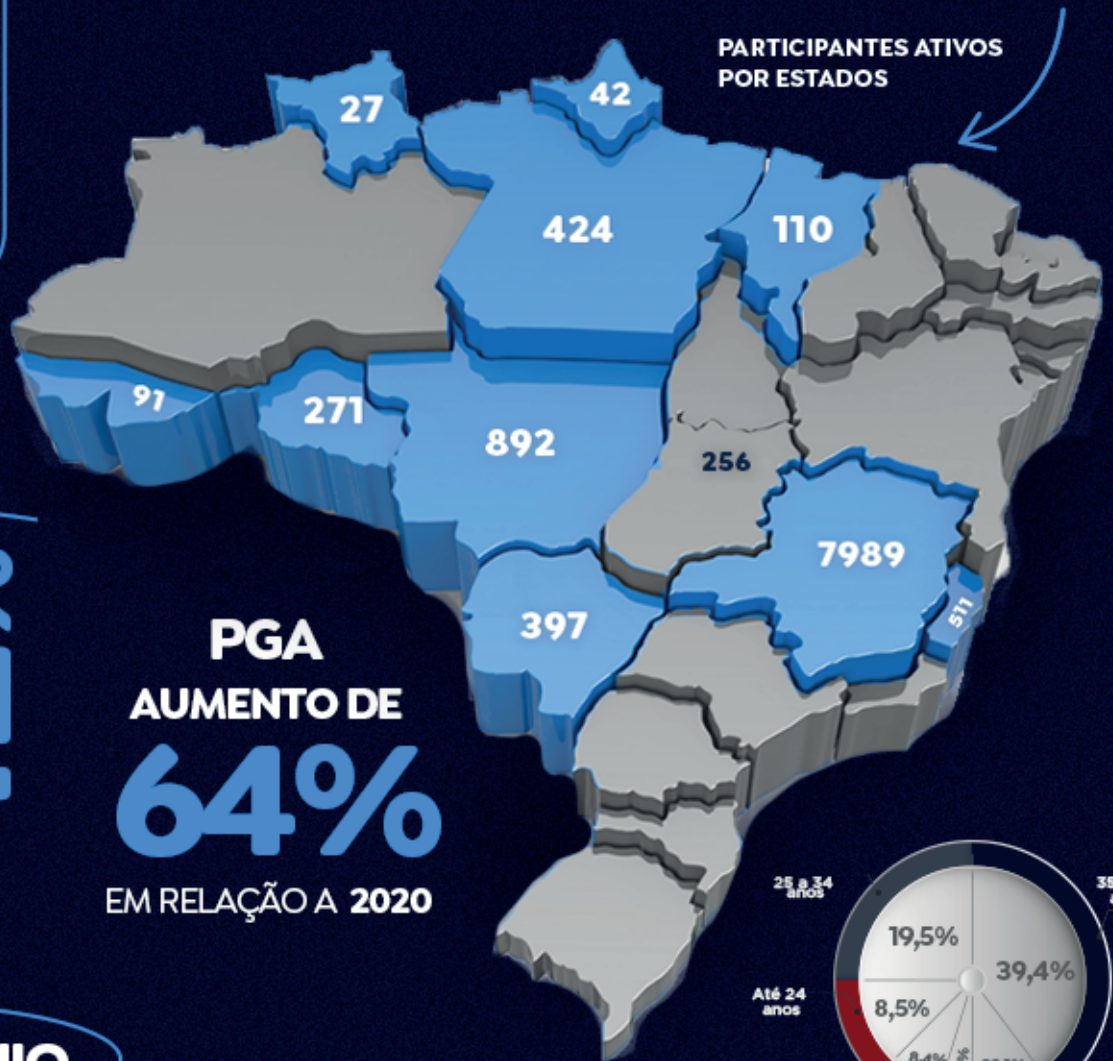 PARTICIPANTES ATIVOS
POR ESTADOS
27
42
424
110
91
271
892
256
7989
511
397
PGA
AUMENTO DE
64%
EM RELAÇÃO A 2020
25 a 34
anos
19,5%
39,4%
Até 24
anos
8,5%